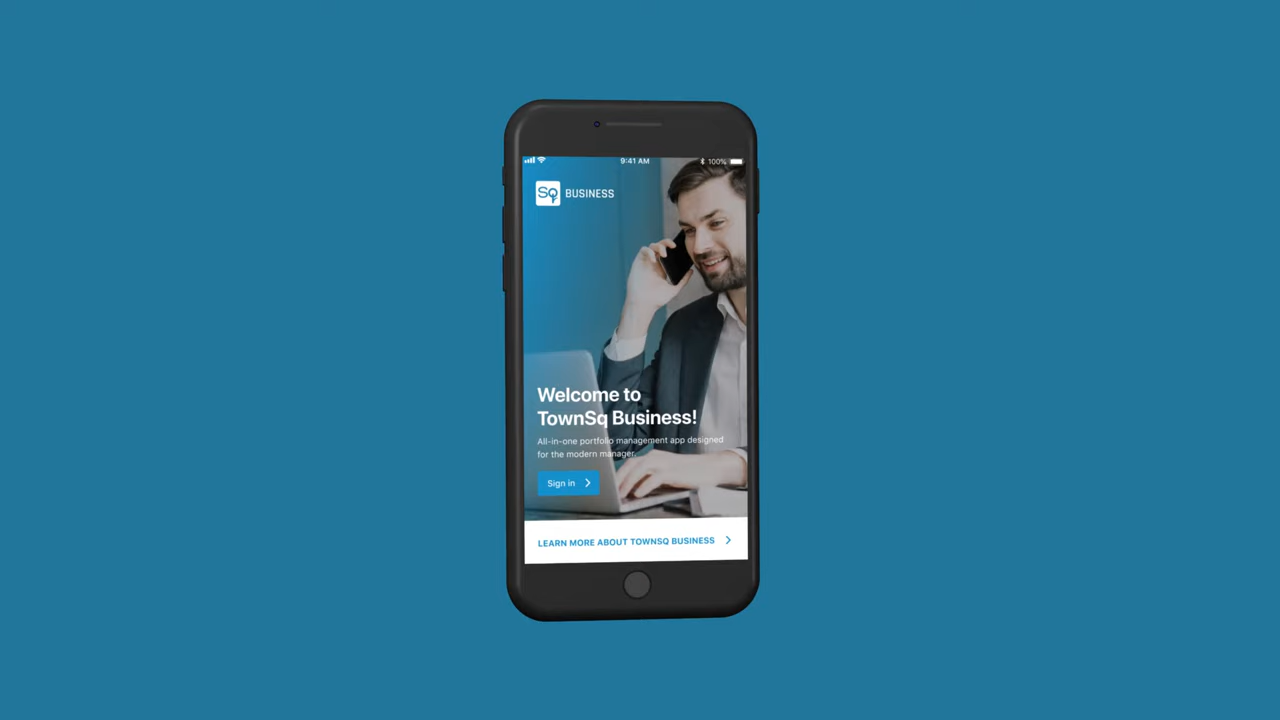 9:41 AM
100%
Sq
BUSINESS
Welcome to
TownSq Business!
All-in-one portfolio management app designed
for the modern manager.
Sign in
LEARN MORE ABOUT TOWNSQ BUSINESS